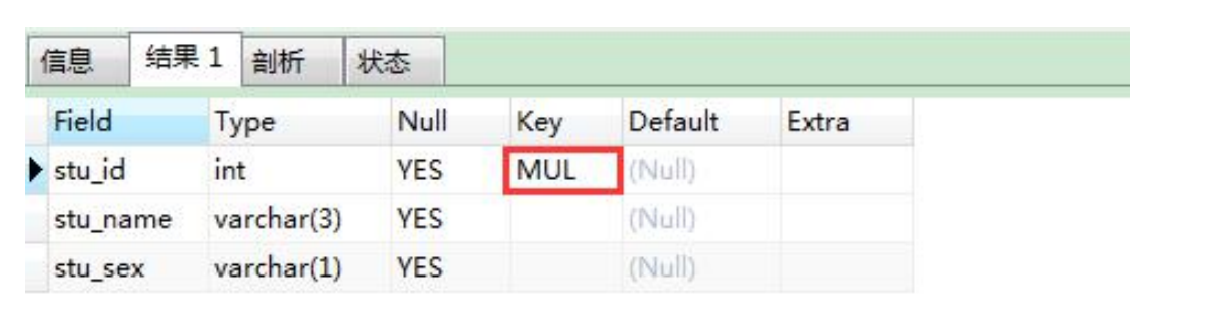 信息 结果 1 剖析 状态
Field Type Null Key Default Extra
stu_id int YES MUL (Null)
stu_name varchar(3) YES (Null)
stu_sex varchar(1) YES (Null)